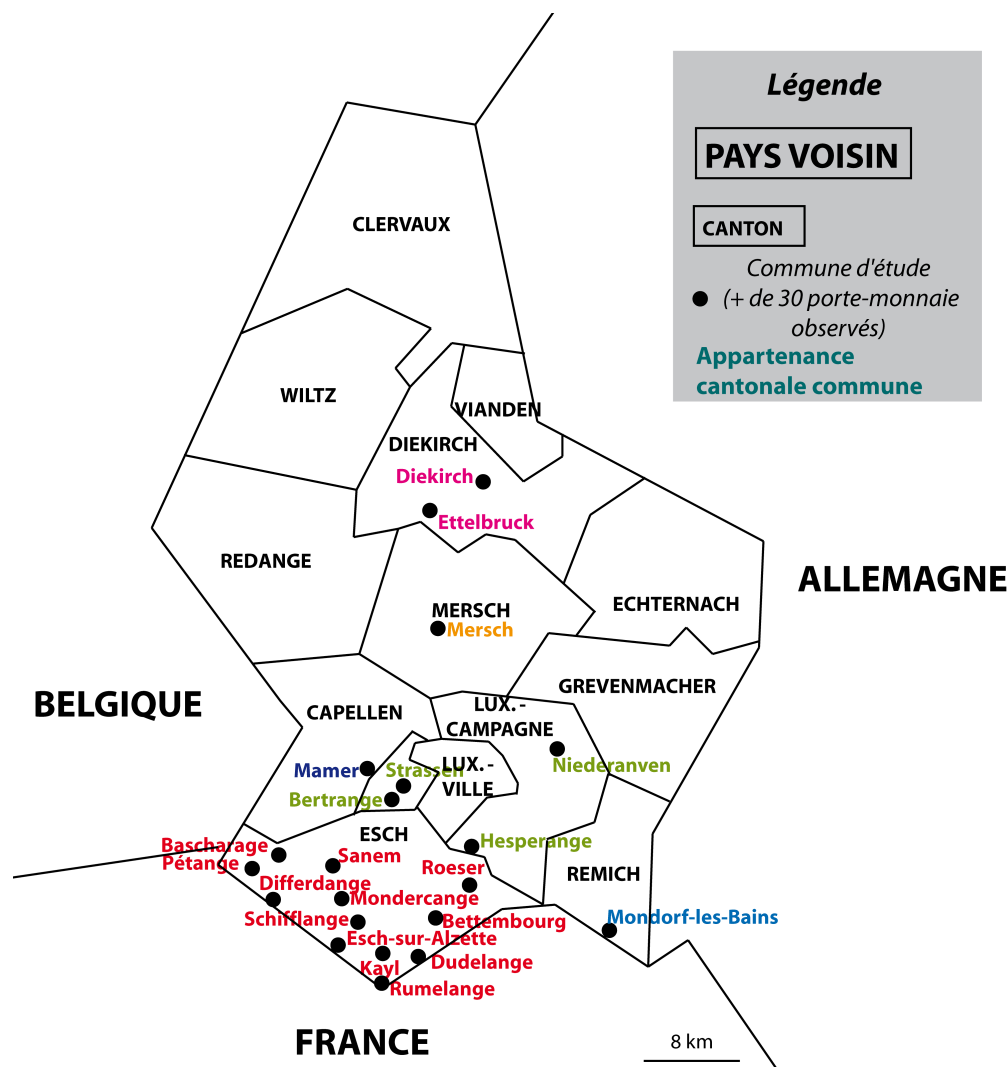 Légende
PAYS VOISIN
CANTON
Commune d'étude
(+ de 30 porte-monnaie
observés)
Appartenance
cantonale commune
CLERVAUX
WILTZ
VIANDEN
DIEKIRCH
Diekirch
Ettelbruck
REDANGE
ALLEMAGNE
ECHTERNACH
MERSCH
Mersch
GREVENMACHER
BELGIQUE
CAPELLEN
LUX. -
CAMPAGNE
LUX. -
VILLE
Niederanven
Mamer
Strassen
Bertrange
ESCH
Hesperange
Bascharage
Pétange
Sanem
Roeser
REMICH
Differdange
Mondercange
Schifflange
Bettembourg
Mondorf-les-Bains
Esch-sur-Alzette
Kayl
Dudelange
Rumelange
FRANCE
8 km